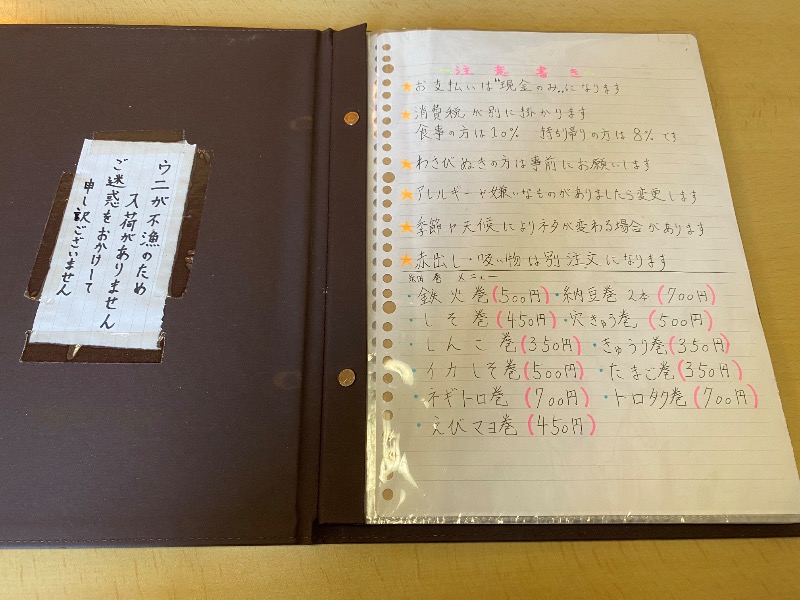 ウニが不漁のため
入荷がありません
ご迷惑をおかけして
申し訳ございません
注意書き
★お支払いは"現金のみ〟になります
★消費税が別に掛かります
食事の方は10% 持ち帰りの方は8%です
★わさびぬきの方は事前にお願いします
★アレルギーや嫌いなものがありましたら変更します
★季節や天候によりネタが変わる場合があります
★赤出し・吸い物は別注文になります
メニュー
・鉄火巻(500円)・納豆巻2本(700円)
・しそ巻(450円)・穴きゅう巻(500円)
・しんこ巻(350円)・きゅうり巻(350円)
・イカしそ巻(500円)・たまご巻(350円)
・ネギトロ巻(700円)・トロタク巻(700円)
・えびマヨ巻(450円)